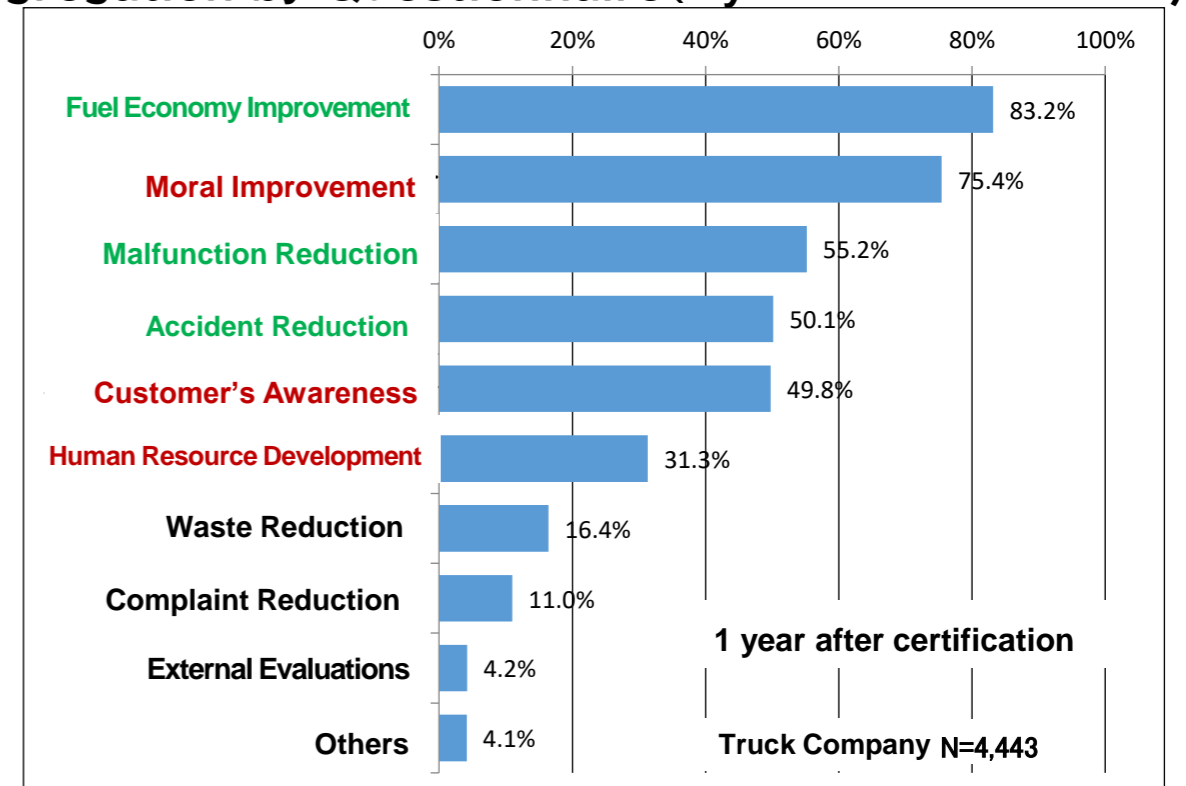 0% 20% 40% 60% 80% 100%
Fuel Economy Improvement 83.2%
Moral Improvement 75.4%
Malfunction Reduction 55.2%
Accident Reduction 50.1%
Customer’s Awareness 49.8%
Human Resource Development 31.3%
Waste Reduction 16.4%
Complaint Reduction 11.0%
External Evaluations 4.2%
Others 4.1%
1 year after certification
Truck Company N=4,443